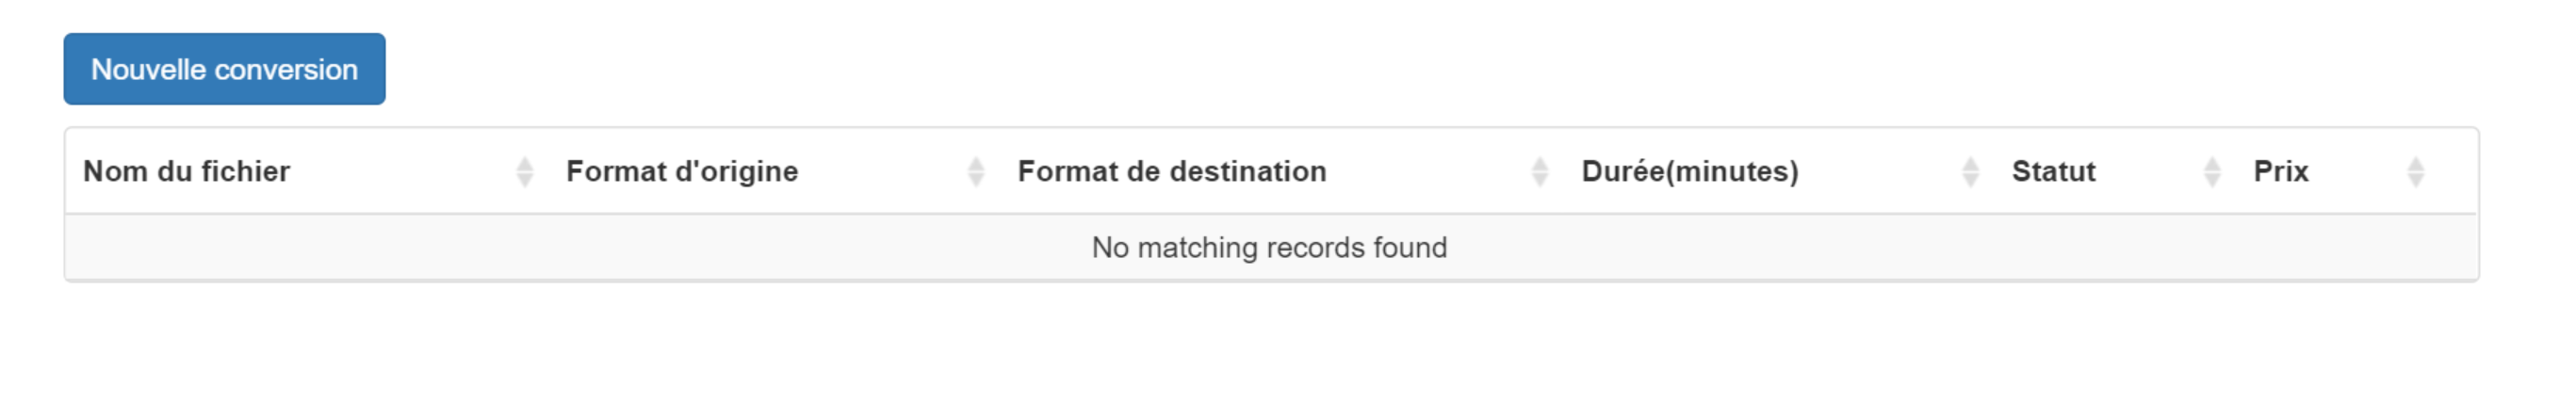 Nouvelle conversion
Nom du fichier Format d'origine Format de destination Durée(minutes) Statut Prix
No matching records found